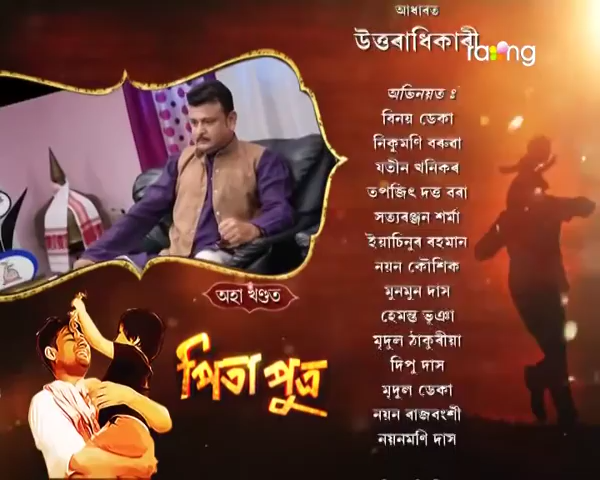 আধাৰত
উত্তৰাধিকাৰী
rang
অভিনয়ত ঃ
বিনয় ডেকা
নিকুমণি বৰুৱা
যতীন খনিকৰ
তপজিৎ দত্ত বৰা
সত্যৰঞ্জন শৰ্মা
ইয়াচিনুৰ ৰহমান
নয়ন কৌশিক
মুনমুন দাস
হেমন্ত ভূঞা
মৃদুল ঠাকুৰীয়া
দিপু দাস
মৃদুল ডেকা
নয়ন ৰাজবংশী
নয়নমণি দাস
অহা খণ্ডত
পিতা পুত্ৰ